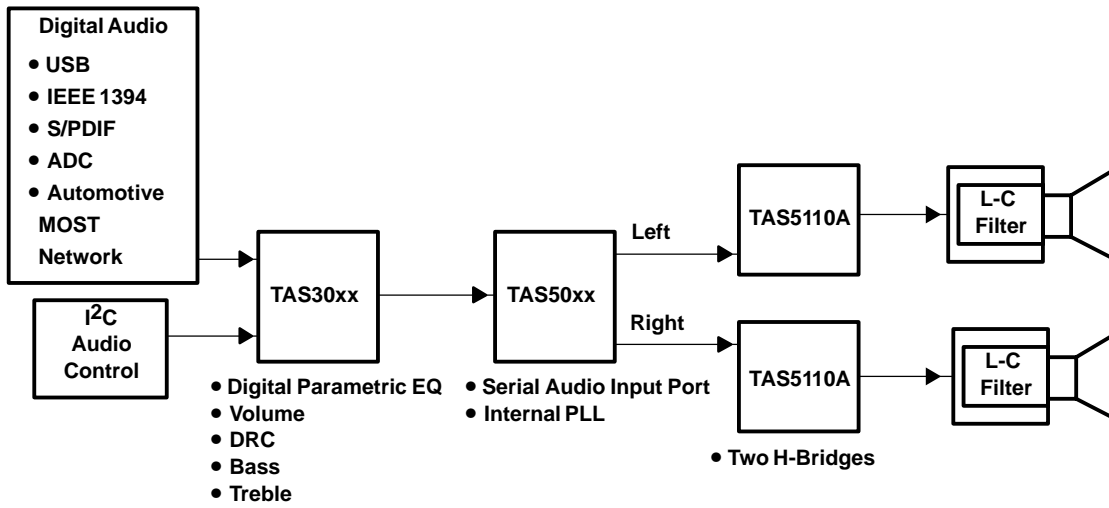 Digital Audio
● USB
● IEEE 1394
● S/PDIF
● ADC
● Automotive
MOST
Network
I²C
Audio
Control
TAS30xx
● Digital Parametric EQ
● Volume
● DRC
● Bass
● Treble
TAS50xx
● Serial Audio Input Port
● Internal PLL
Left
Right
TAS5110A
L-C
Filter
TAS5110A
● Two H-Bridges
L-C
Filter